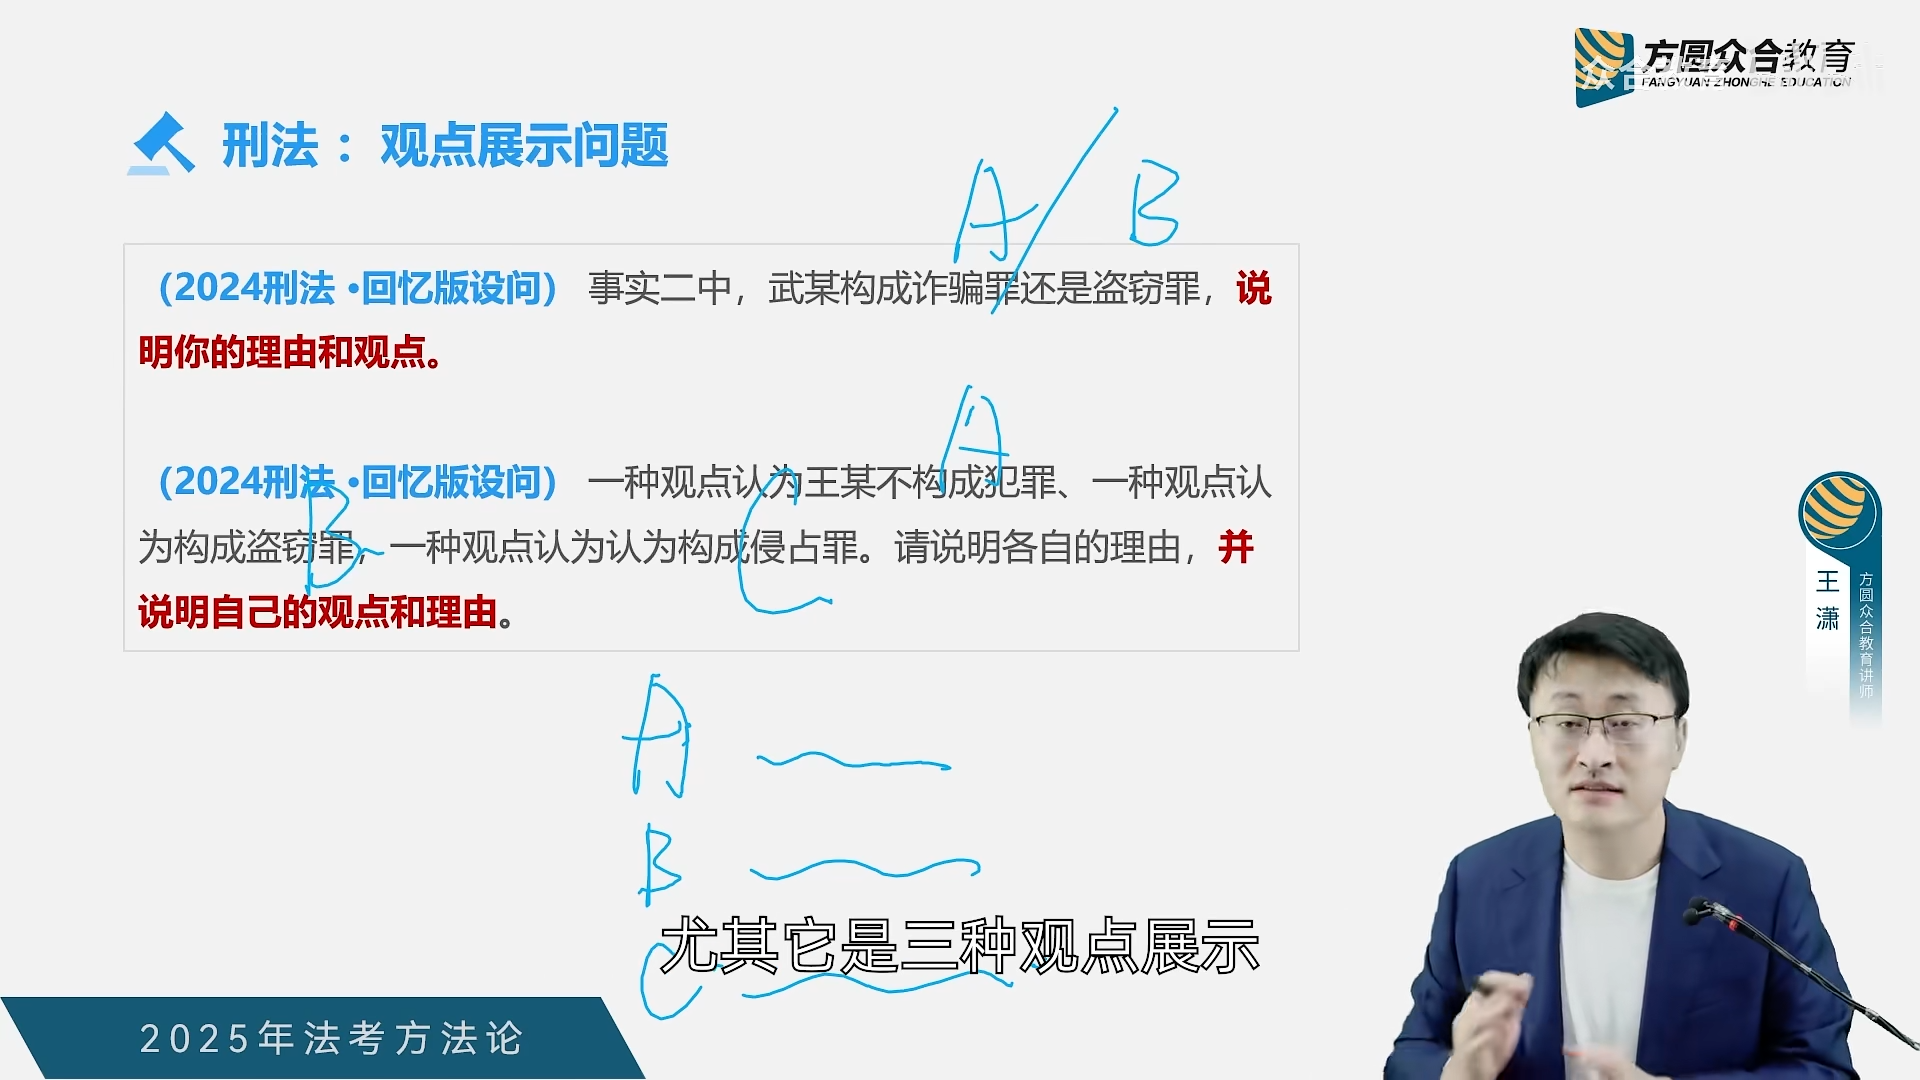 方圆众合教育
FANGYUAN ZHONGHE EDUCATION
刑法：观点展示问题
A / B
（2024刑法·回忆版设问） 事实二中，武某构成诈骗罪还是盗窃罪，说
明你的理由和观点。
A
（2024刑法·回忆版设问） 一种观点认为王某不构成犯罪、一种观点认
为构成盗窃罪，一种观点认为认为构成侵占罪。请说明各自的理由，并
说明自己的观点和理由。
B
C
王潇
方圆众合教育讲师
A
B
C
尤其它是三种观点展示
2025年法考方法论